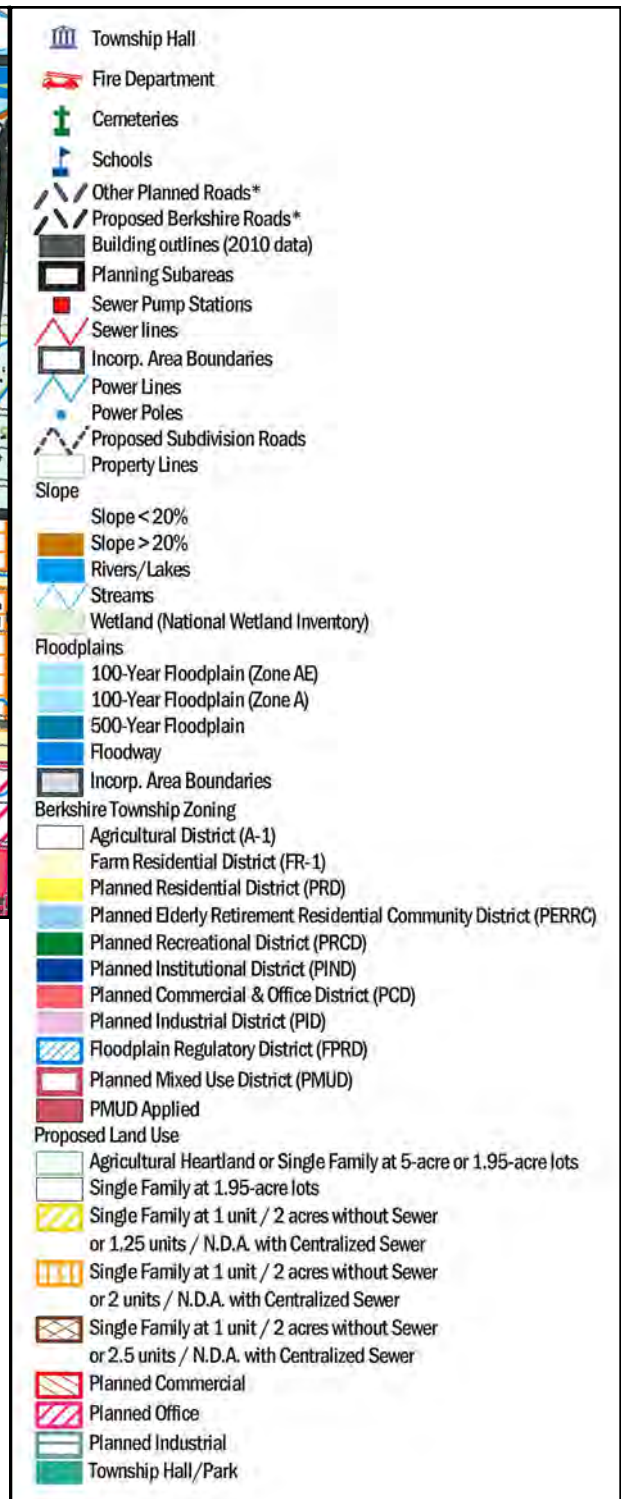 Township Hall
Fire Department
Cemeteries
Schools
Other Planned Roads*
Proposed Berkshire Roads*
Building outlines (2010 data)
Planning Subareas
Sewer Pump Stations
Sewer lines
Incorp. Area Boundaries
Power Lines
Power Poles
Proposed Subdivision Roads
Property Lines
Slope
Slope < 20%
Slope > 20%
Rivers/Lakes
Streams
Wetland (National Wetland Inventory)
Floodplains
100-Year Floodplain (Zone AE)
100-Year Floodplain (Zone A)
500-Year Floodplain
Floodway
Incorp. Area Boundaries
Berkshire Township Zoning
Agricultural District (A-1)
Farm Residential District (FR-1)
Planned Residential District (PRD)
Planned Elderly Retirement Residential Community District (PERRC)
Planned Recreational District (PRCD)
Planned Institutional District (PIND)
Planned Commercial & Office District (PCD)
Planned Industrial District (PID)
Floodplain Regulatory District (FPRD)
Planned Mixed Use District (PMUD)
PMUD Applied
Proposed Land Use
Agricultural Heartland or Single Family at 5-acre or 1.95-acre lots
Single Family at 1.95-acre lots
Single Family at 1 unit / 2 acres without Sewer
or 1.25 units / N.D.A. with Centralized Sewer
Single Family at 1 unit / 2 acres without Sewer
or 2 units / N.D.A. with Centralized Sewer
Single Family at 1 unit / 2 acres without Sewer
or 2.5 units / N.D.A. with Centralized Sewer
Planned Commercial
Planned Office
Planned Industrial
Township Hall/Park